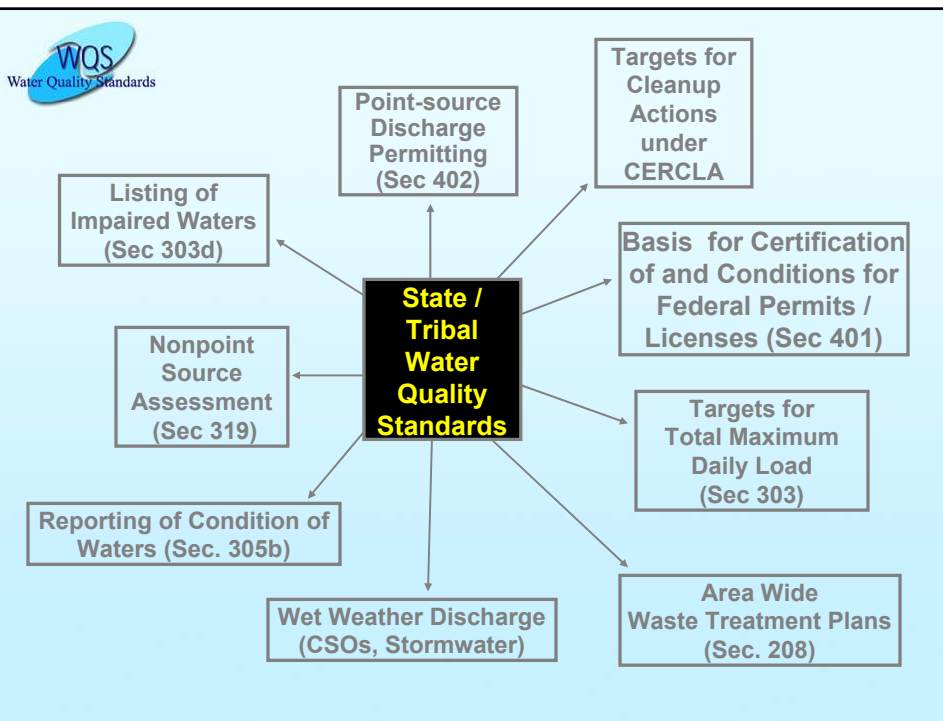 WQS
Water Quality Standards
Targets for
Cleanup
Actions
under
CERCLA
Point-source
Discharge
Permitting
(Sec 402)
Listing of
Impaired Waters
(Sec 303d)
Basis for Certification
of and Conditions for
Federal Permits /
Licenses (Sec 401)
State /
Tribal
Water
Quality
Standards
Nonpoint
Source
Assessment
(Sec 319)
Targets for
Total Maximum
Daily Load
(Sec 303)
Reporting of Condition of
Waters (Sec. 305b)
Wet Weather Discharge
(CSOs, Stormwater)
Area Wide
Waste Treatment Plans
(Sec. 208)